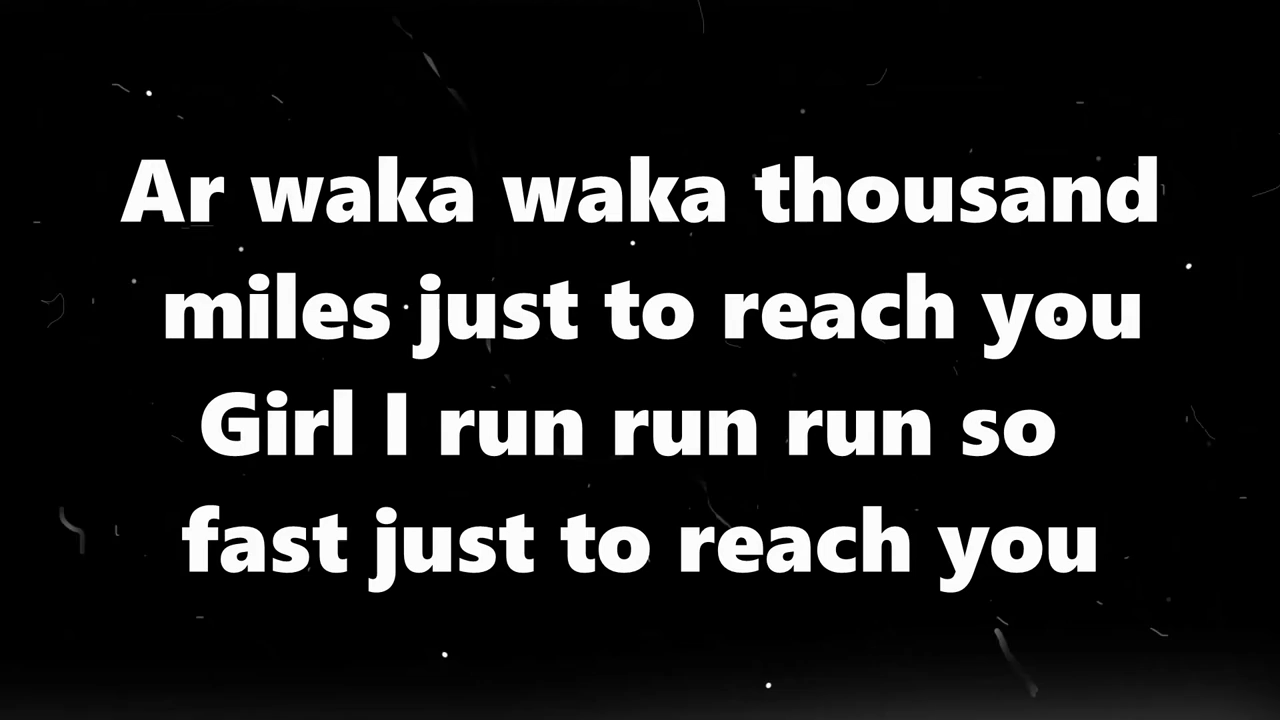 Ar waka waka thousand
miles just to reach you
Girl I run run run so
fast just to reach you